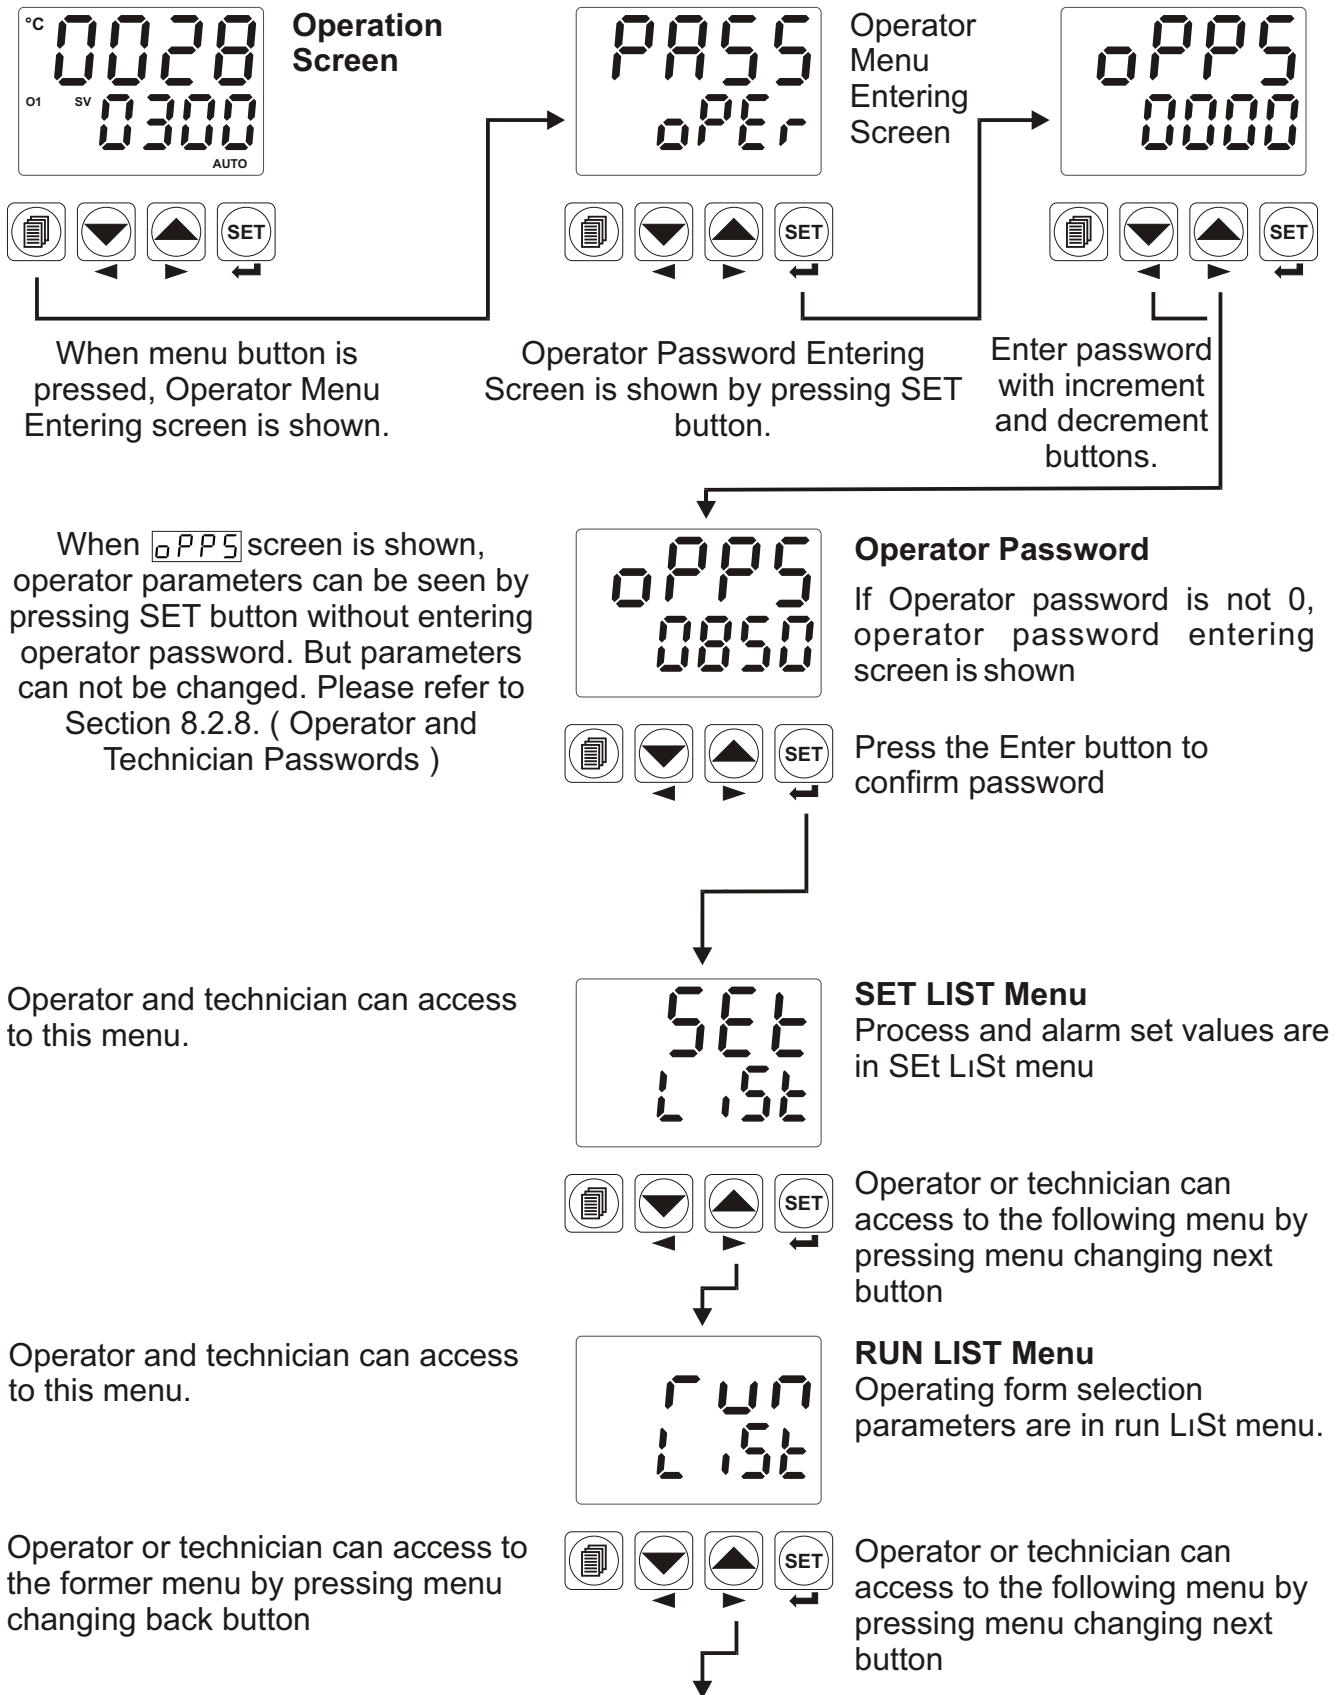 °C 0028
O1 SV 0300
AUTO
Operation
Screen
PASS
oPEr
Operator
Menu
Entering
Screen
oPPS
0000
SET
SET
SET
When menu button is
pressed, Operator Menu
Entering screen is shown.
Operator Password Entering
Screen is shown by pressing SET
button.
Enter password
with increment
and decrement
buttons.
When oPPS screen is shown,
operator parameters can be seen by
pressing SET button without entering
operator password. But parameters
can not be changed. Please refer to
Section 8.2.8. ( Operator and
Technician Passwords )
oPPS
0850
SET
Operator Password
If Operator password is not 0,
operator password entering
screen is shown
Press the Enter button to
confirm password
Operator and technician can access
to this menu.
SEt
LiSt
SET
SET LIST Menu
Process and alarm set values are
in SEt LıSt menu
Operator or technician can
access to the following menu by
pressing menu changing next
button
Operator and technician can access
to this menu.
run
LiSt
RUN LIST Menu
Operating form selection
parameters are in run LıSt menu.
Operator or technician can access to
the former menu by pressing menu
changing back button
SET
Operator or technician can
access to the following menu by
pressing menu changing next
button